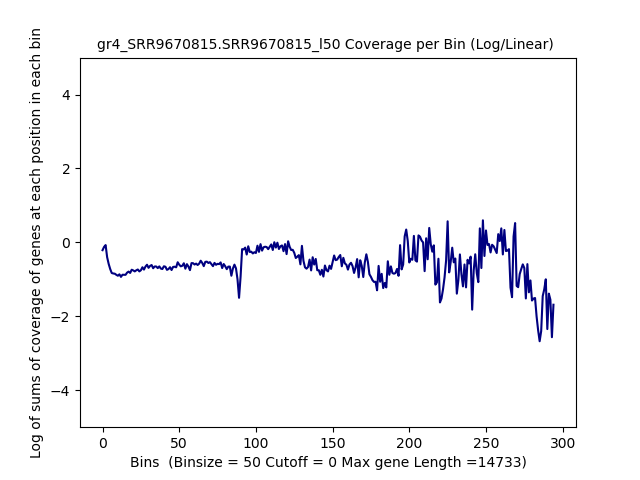 gr4_SRR9670815.SRR9670815_l50 Coverage per Bin (Log/Linear)
Log of sums of coverage of genes at each position in each bin
4
2
0
−2
−4
0 50 100 150 200 250 300
Bins  (Binsize = 50 Cutoff = 0 Max gene Length =14733)